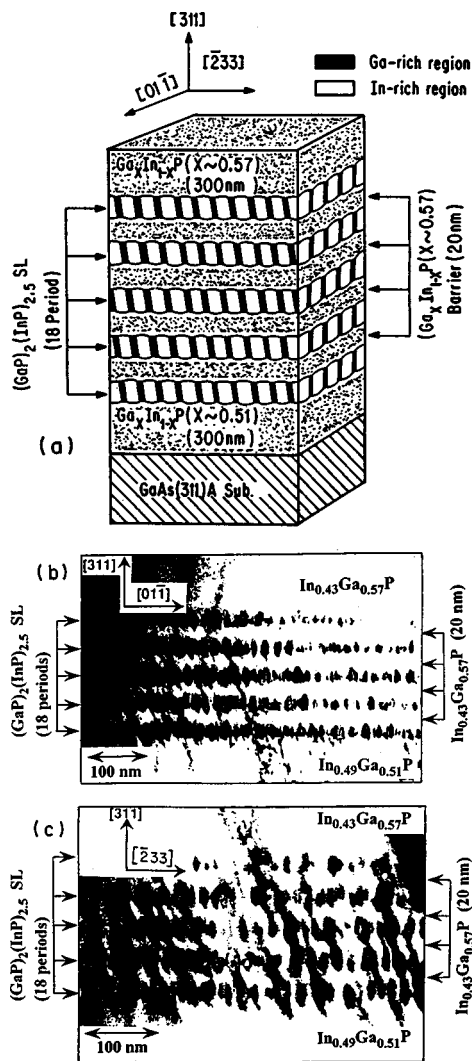 [311]
[01̄1̄]
[2̄33]
Ga-rich region
In-rich region
GaₓIn₁₋ₓP(X~0.57)
(300nm)
(GaP)₂(InP)₂.₅ SL
(18 Period)
(GaₓIn₁₋ₓP(X~0.57)
Barrier (20nm)
GaₓIn₁₋ₓP(X~0.51)
(300nm)
(a)
GaAs(311)A Sub.
(b)
[311]
[01̄1̄]
In₀.₄₃Ga₀.₅₇P
(GaP)₂(InP)₂.₅ SL
(18 periods)
In₀.₄₃Ga₀.₅₇P (20 nm)
100 nm
In₀.₄₉Ga₀.₅₁P
(c)
[311]
[2̄33]
In₀.₄₃Ga₀.₅₇P
(GaP)₂(InP)₂.₅ SL
(18 periods)
In₀.₄₃Ga₀.₅₇P (20 nm)
100 nm
In₀.₄₉Ga₀.₅₁P